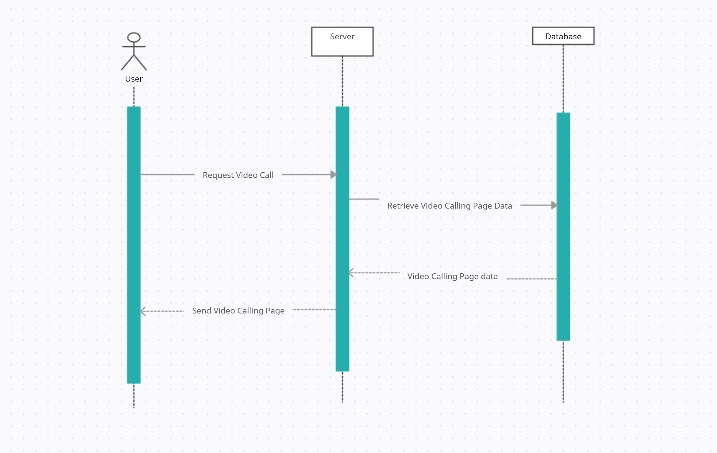 Server
Database
User
Request Video Call
Retrieve Video Calling Page Data
Video Calling Page data
Send Video Calling Page